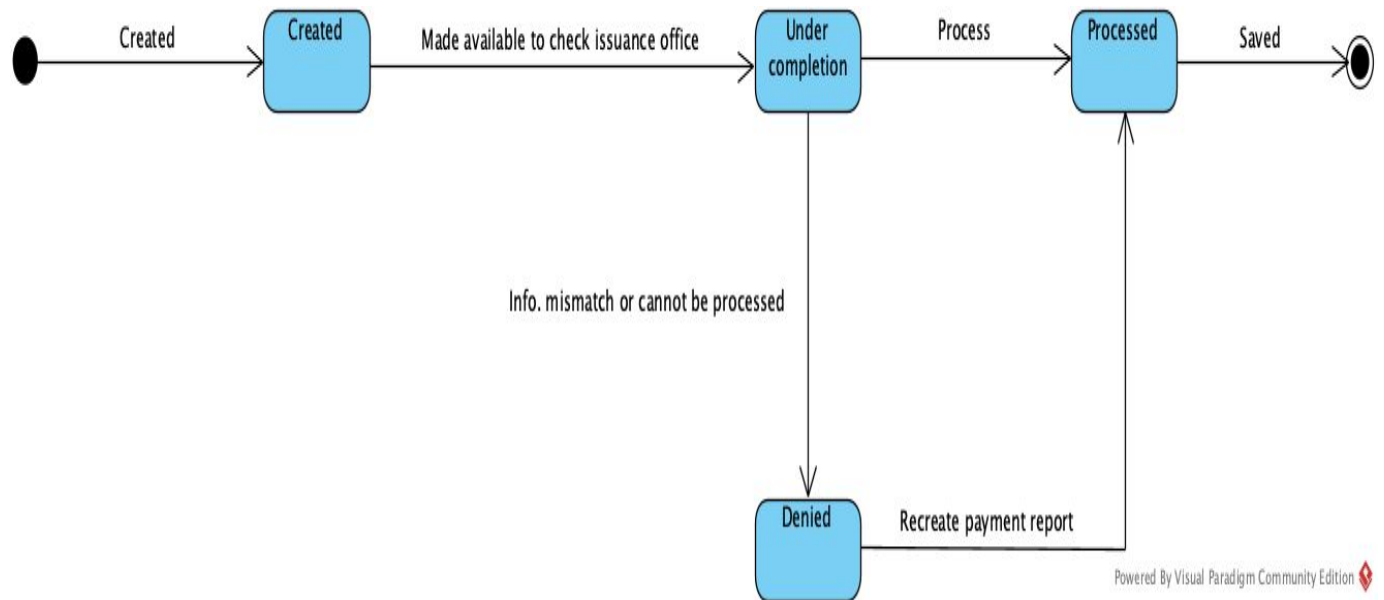 Created
Created
Made available to check issuance office
Under
completion
Process
Processed
Saved
Info. mismatch or cannot be processed
Denied
Recreate payment report
Powered By Visual Paradigm Community Edition